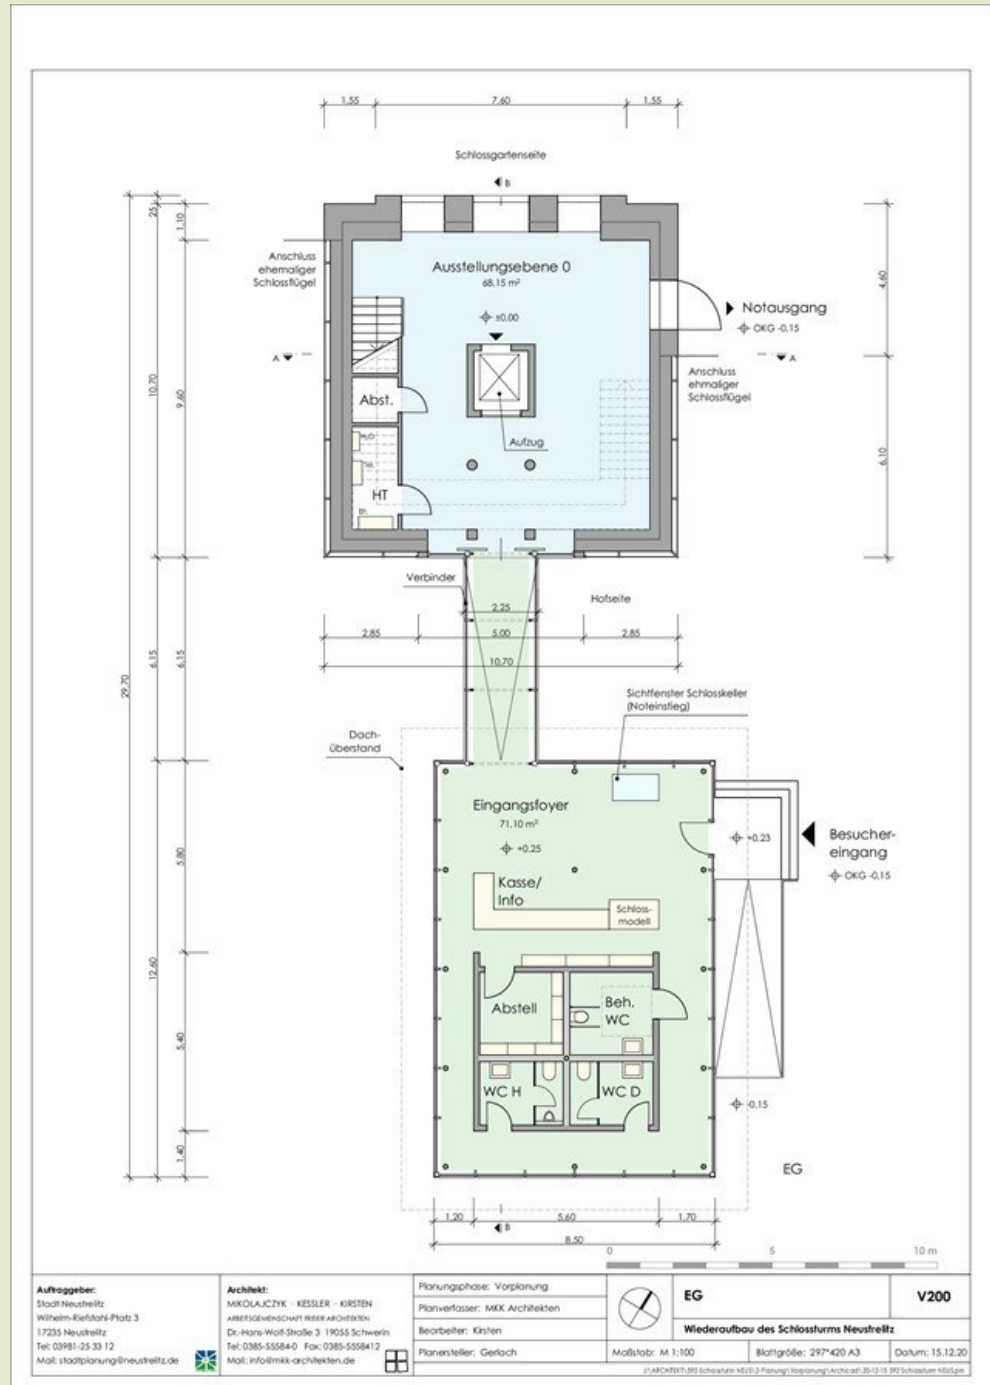 1,55
7,60
1,55
Schlossgartenseite
B
25
1,10
Anschluss
ehemaliger
Schlossflügel
Ausstellungsebene 0
68,15 m²
±0,00
4,60
Notausgang
OKG -0,15
A
A
Anschluss
ehmaliger
Schlossflügel
10,70
9,60
Abst.
Aufzug
6,10
H₂O
HT
Verbinder
2,25
Hofseite
2,85
5,00
2,85
10,70
29,70
6,15
6,15
Sichtfenster Schlosskeller
(Noteinstieg)
Dach-
überstand
Eingangsfoyer
71,10 m²
+0,25
+0,23
Besucher-
eingang
OKG -0,15
5,80
Kasse/
Info
Schloss-
modell
12,60
Abstell
Beh.
WC
5,40
WC H
WC D
-0,15
1,40
EG
1,20
5,60
1,70
B
8,50
0 5 10 m
Auftraggeber:
Stadt Neustrelitz
Wilhelm-Riefstahl-Platz 3
17235 Neustrelitz
Tel: 03981-25 33 12
Mail: stadtplanung@neustrelitz.de
Architekt:
MIKOLAJCZYK - KESSLER - KIRSTEN
ARBEITSGEMEINSCHAFT FREIER ARCHITEKTEN
Dr.-Hans-Wolf-Straße 3 19055 Schwerin
Tel: 0385-55584-0 Fax: 0385-5558412
Mail: info@mkk-architekten.de
Planungsphase: Vorplanung
Planverfasser: MKK Architekten
Bearbeiter: Kirsten
Planersteller: Gerlach
EG
V200
Wiederaufbau des Schlossturms Neustrelitz
Maßstab: M 1:100
Blattgröße: 297*420 A3
Datum: 15.12.20